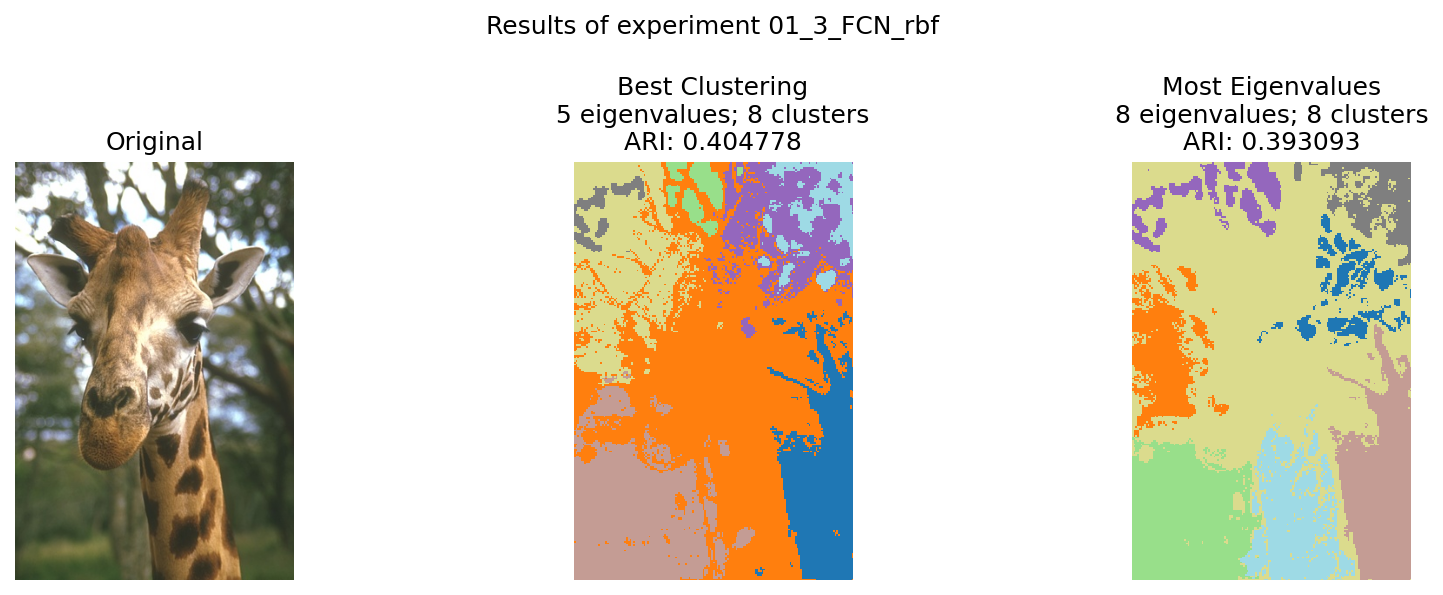 Results of experiment 01_3_FCN_rbf
Original
Best Clustering
5 eigenvalues; 8 clusters
ARI: 0.404778
Most Eigenvalues
8 eigenvalues; 8 clusters
ARI: 0.393093